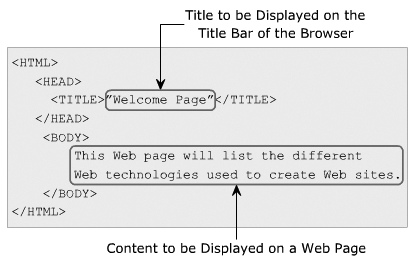 Title to be Displayed on the
Title Bar of the Browser
<HTML>
<HEAD>
<TITLE>"Welcome Page"</TITLE>
</HEAD>
<BODY>
This Web page will list the different
Web technologies used to create Web sites.
</BODY>
</HTML>
Content to be Displayed on a Web Page